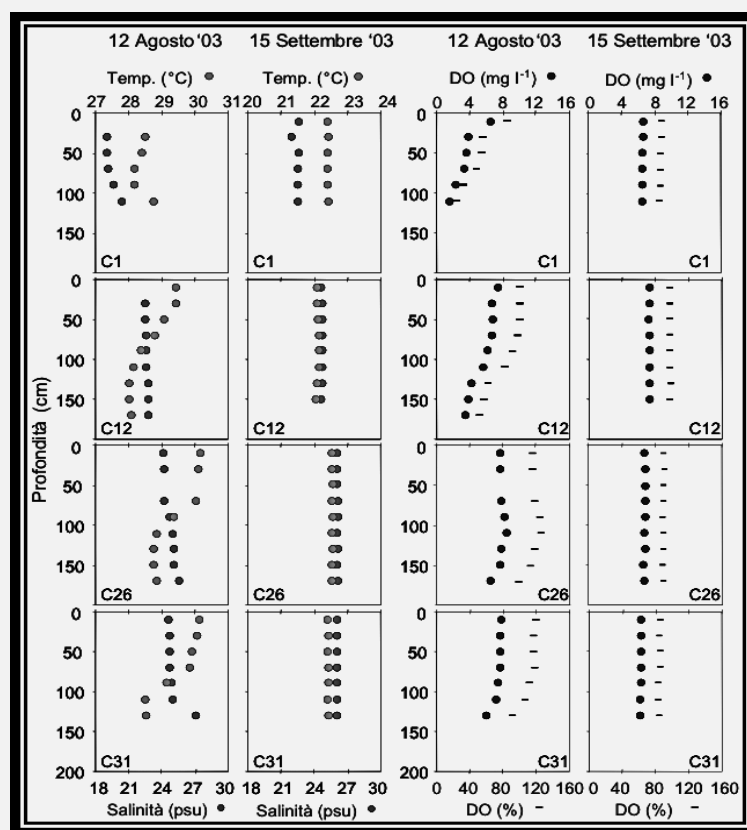 12 Agosto '03 15 Settembre '03 12 Agosto '03 15 Settembre '03
Temp. (°C) Temp. (°C) DO (mg l⁻¹) DO (mg l⁻¹)
27 28 29 30 31 20 21 22 23 24 0 4 8 12 16 0 4 8 12 16
0
50
100
150
C1 C1 C1 C1
0
50
100
150
C12 C12 C12 C12
Profondità (cm)
0
50
100
150
C26 C26 C26 C26
0
50
100
150
200
C31 C31 C31 C31
18 21 24 27 30 18 21 24 27 30 0 40 80 120 160 0 40 80 120 160
Salinità (psu) Salinità (psu) DO (%) DO (%)